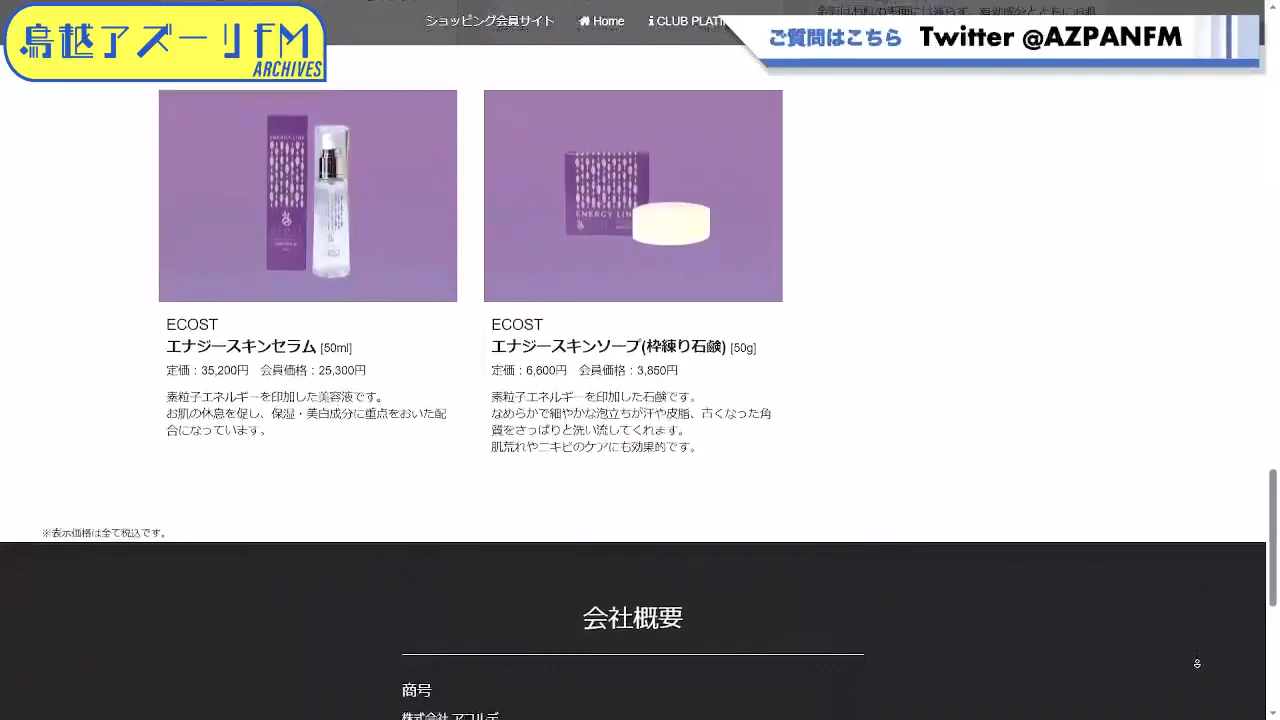 ショッピング会員サイト Home CLUB PLATI
鳥越アズーリFM
ARCHIVES
ご質問はこちら Twitter @AZPANFM
ENERGY LINE
ENERGY LINE
ECOST
エナジースキンセラム [50ml]
定価：35,200円 会員価格：25,300円
素粒子エネルギーを印加した美容液です。
お肌の休息を促し、保湿・美白成分に重点をおいた配
合になっています。
ECOST
エナジースキンソープ(枠練り石鹸) [50g]
定価：6,600円 会員価格：3,850円
素粒子エネルギーを印加した石鹸です。
なめらかで細やかな泡立ちが汗や皮脂、古くなった角
質をさっぱりと洗い流してくれます。
肌荒れやニキビのケアにも効果的です。
※表示価格は全て税込です。
会社概要
商号
株式会社アコルデ